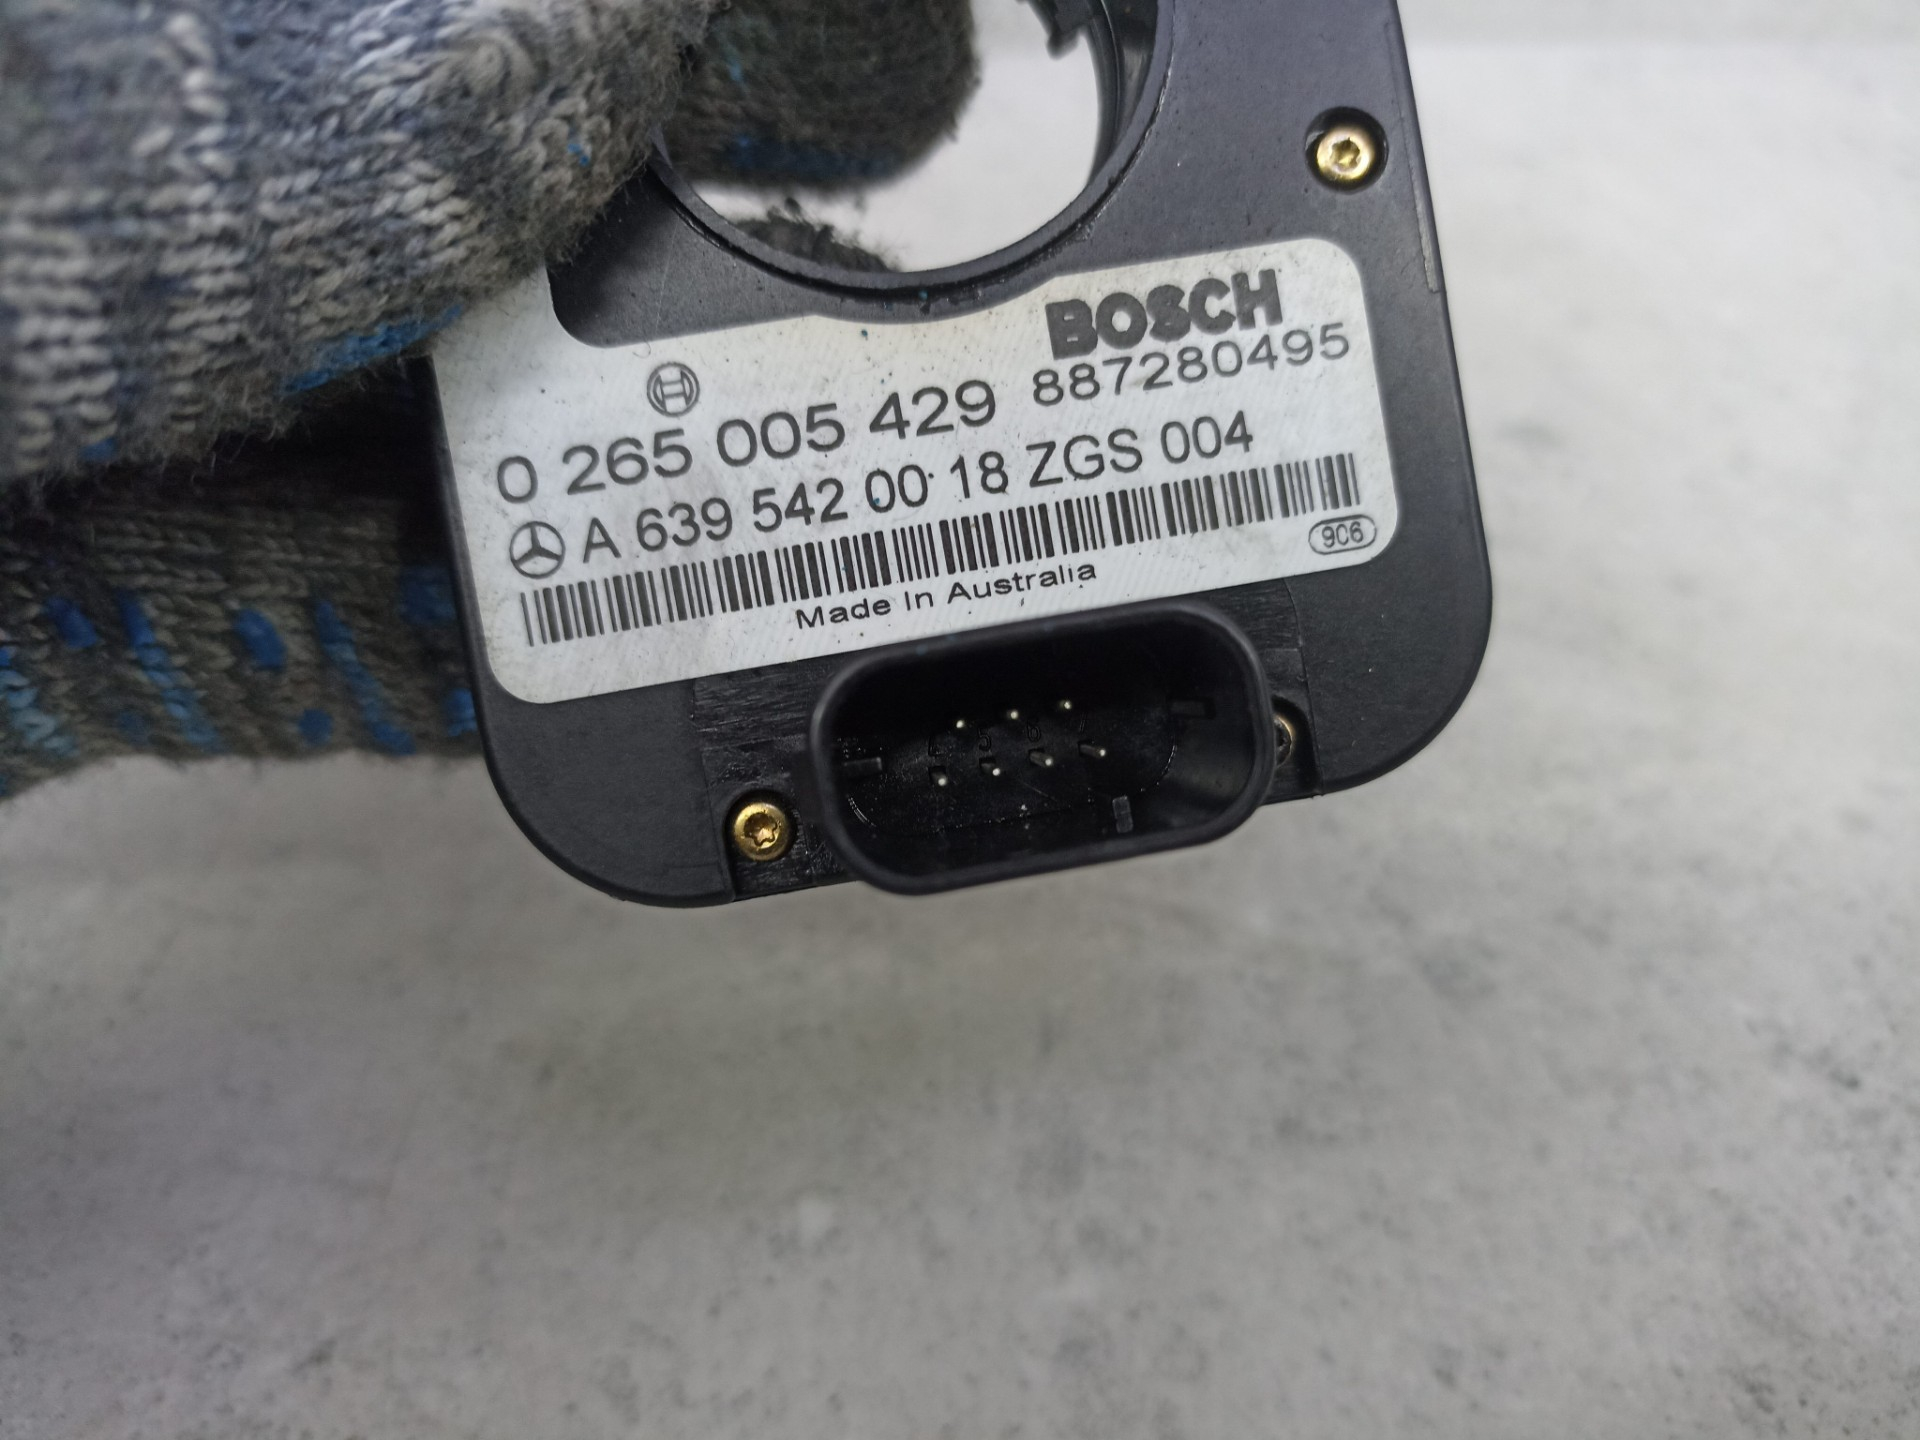 BOSCH
887280495
0 265 005 429
A 639 542 00 18 ZGS 004
906
Made In Australia